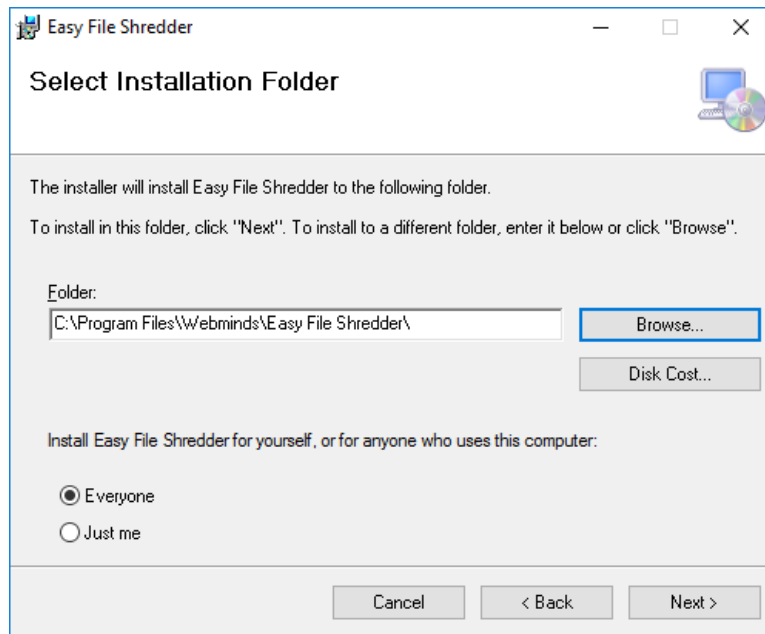 Easy File Shredder
Select Installation Folder
The installer will install Easy File Shredder to the following folder.
To install in this folder, click "Next". To install to a different folder, enter it below or click "Browse".
Folder:
C:\Program Files\Webminds\Easy File Shredder\
Browse...
Disk Cost...
Install Easy File Shredder for yourself, or for anyone who uses this computer:
Everyone
Just me
Cancel
< Back
Next >